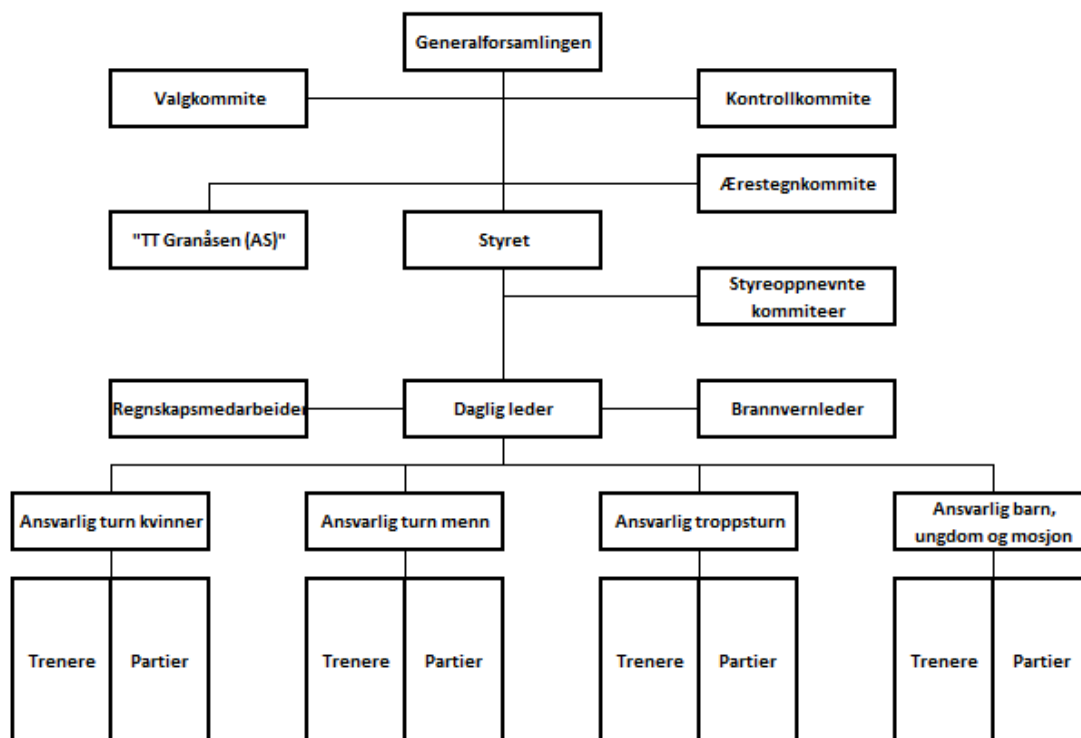 Generalforsamlingen
Valgkommite
Kontrollkommite
Ærestegnkommite
"TT Granåsen (AS)"
Styret
Styreoppnevnte
kommiteer
Regnskapsmedarbeider
Daglig leder
Brannvernleder
Ansvarlig turn kvinner
Ansvarlig turn menn
Ansvarlig troppsturn
Ansvarlig barn,
ungdom og mosjon
Trenere
Partier
Trenere
Partier
Trenere
Partier
Trenere
Partier